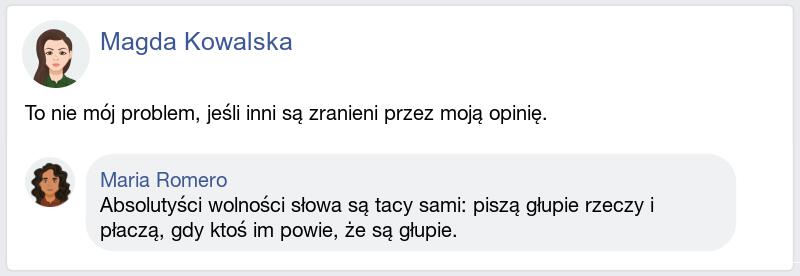 Magda Kowalska
To nie mój problem, jeśli inni są zranieni przez moją opinię.
Maria Romero
Absolutyści wolności słowa są tacy sami: piszą głupie rzeczy i
płaczą, gdy ktoś im powie, że są głupie.